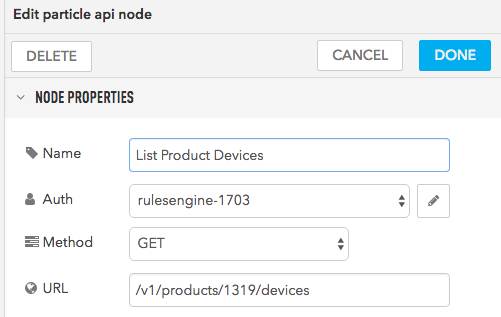 Edit particle api node
DELETE CANCEL DONE
NODE PROPERTIES
Name List Product Devices
Auth rulesengine-1703
Method GET
URL /v1/products/1319/devices